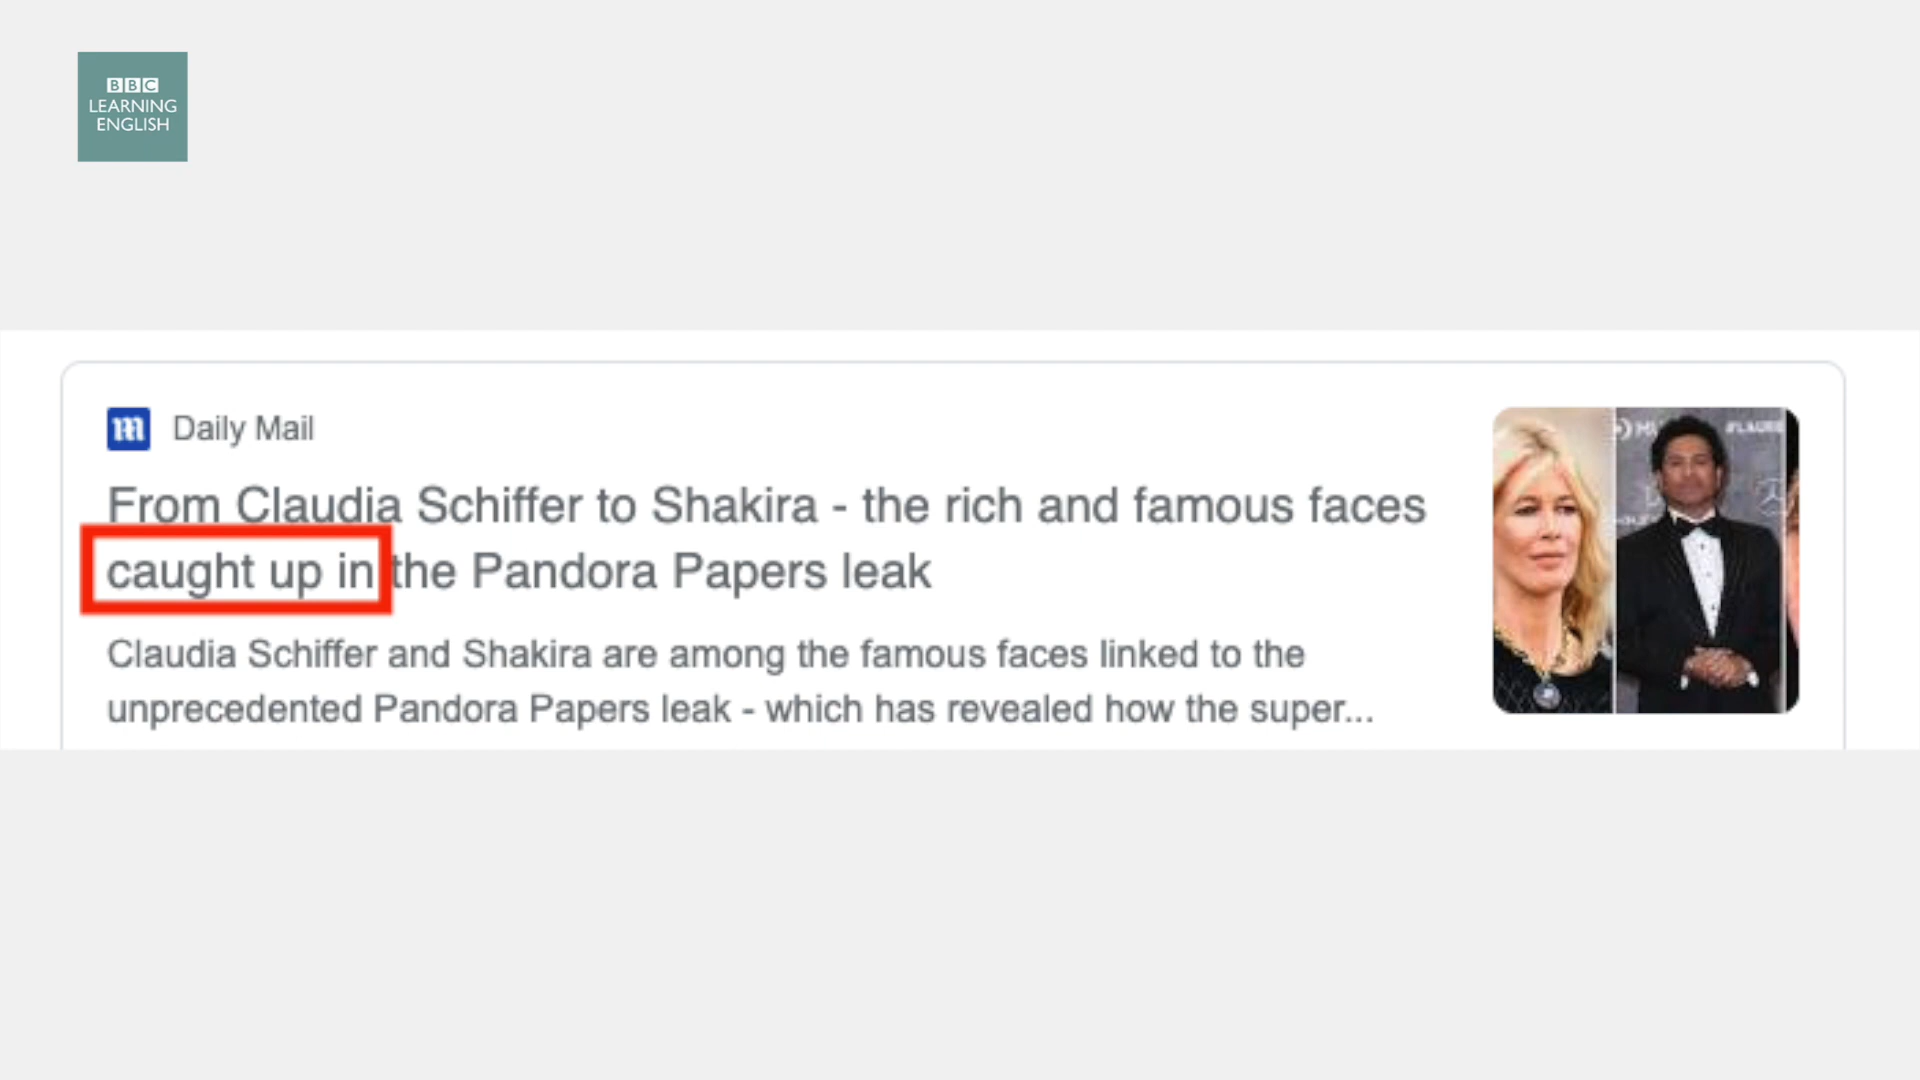 BBC
LEARNING
ENGLISH
Daily Mail
From Claudia Schiffer to Shakira - the rich and famous faces
caught up in the Pandora Papers leak
Claudia Schiffer and Shakira are among the famous faces linked to the
unprecedented Pandora Papers leak - which has revealed how the super...